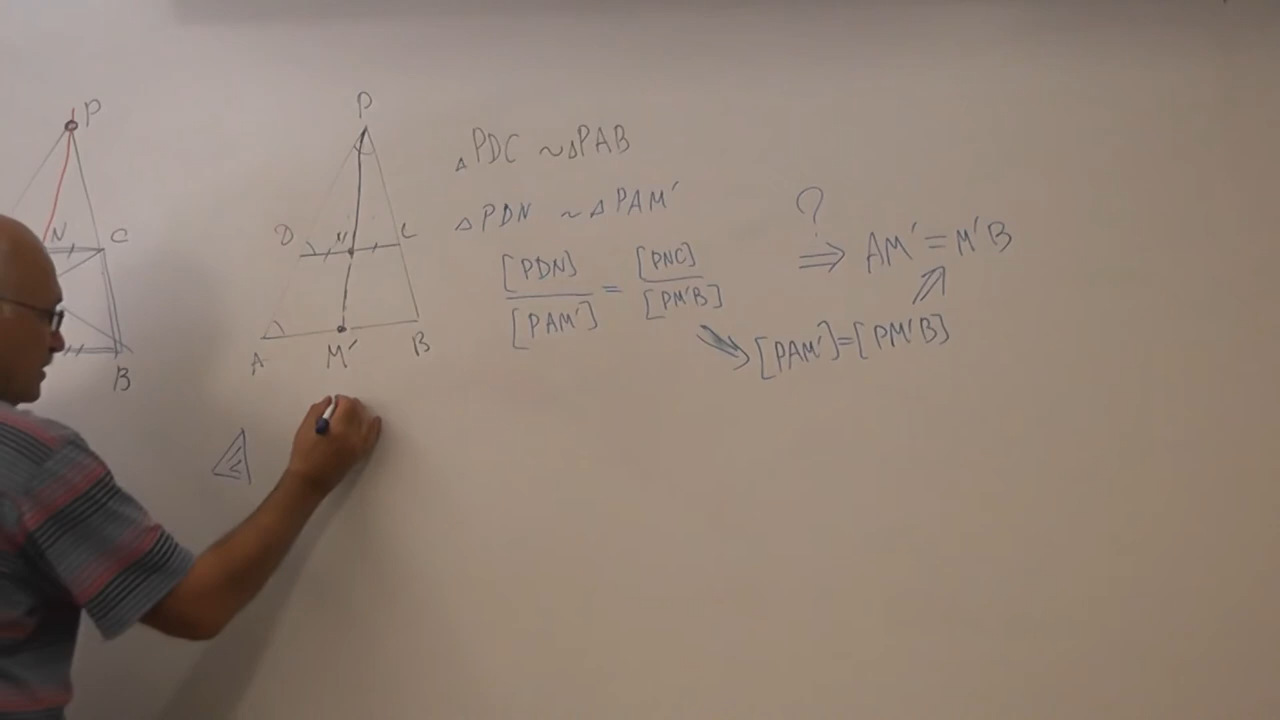 P
N C
B
P
D N C
A M′ B
△PDC ~ △PAB
△PDN ~ △PAM′
[PDN]/[PAM′] = [PNC]/[PM′B]
?
⇒ AM′ = M′B
[PAM′]=[PM′B]